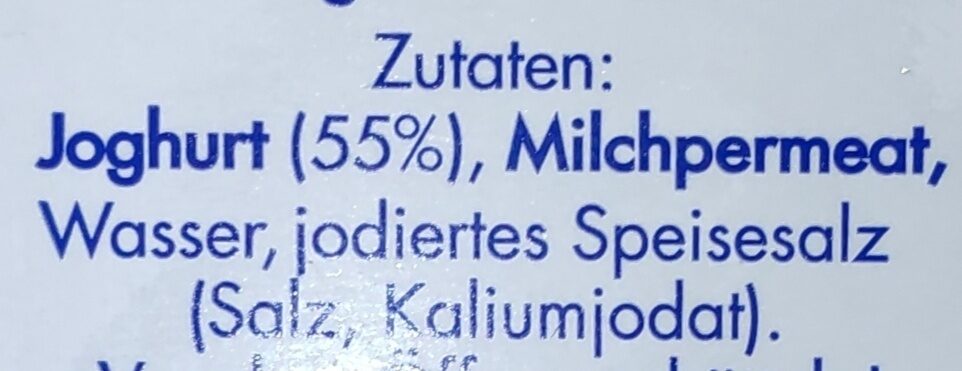 Zutaten:
Joghurt (55%), Milchpermeat,
Wasser, jodiertes Speisesalz
(Salz, Kaliumjodat).